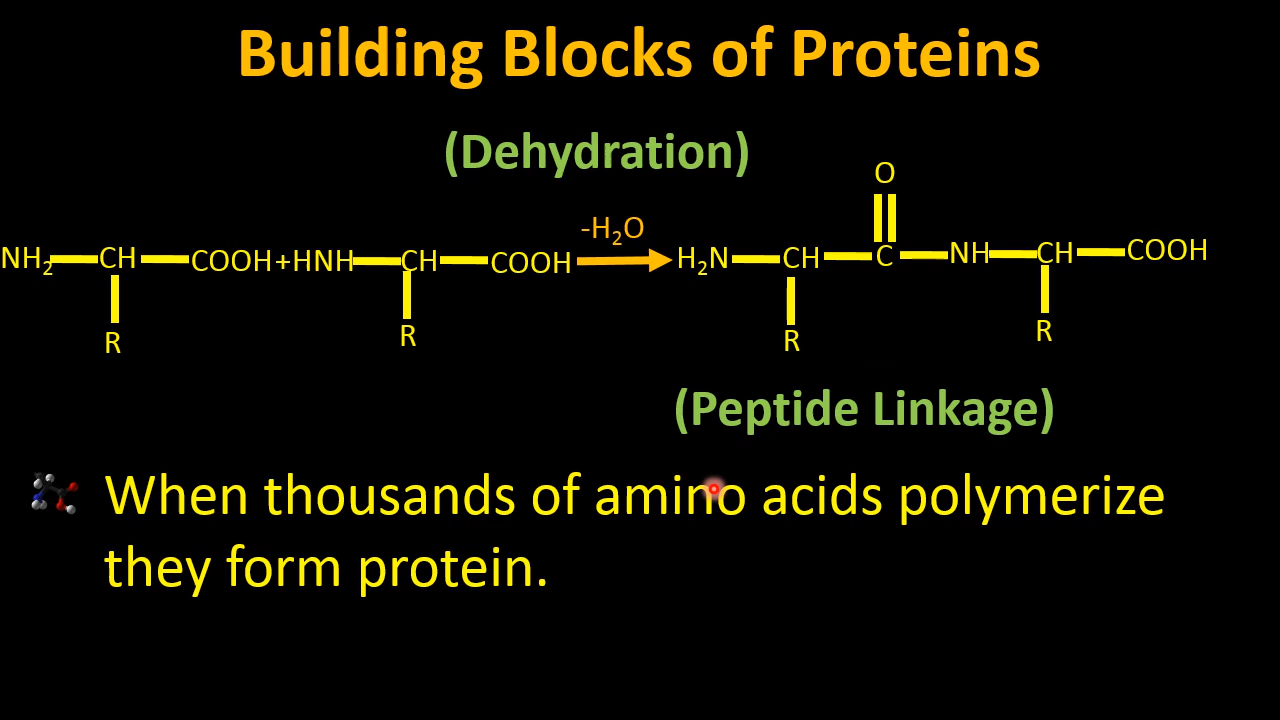 Building Blocks of Proteins
(Dehydration)
O
-H₂O
NH₂ CH COOH+HNH CH COOH H₂N CH C NH CH COOH
R R R R
(Peptide Linkage)
When thousands of amino acids polymerize
they form protein.